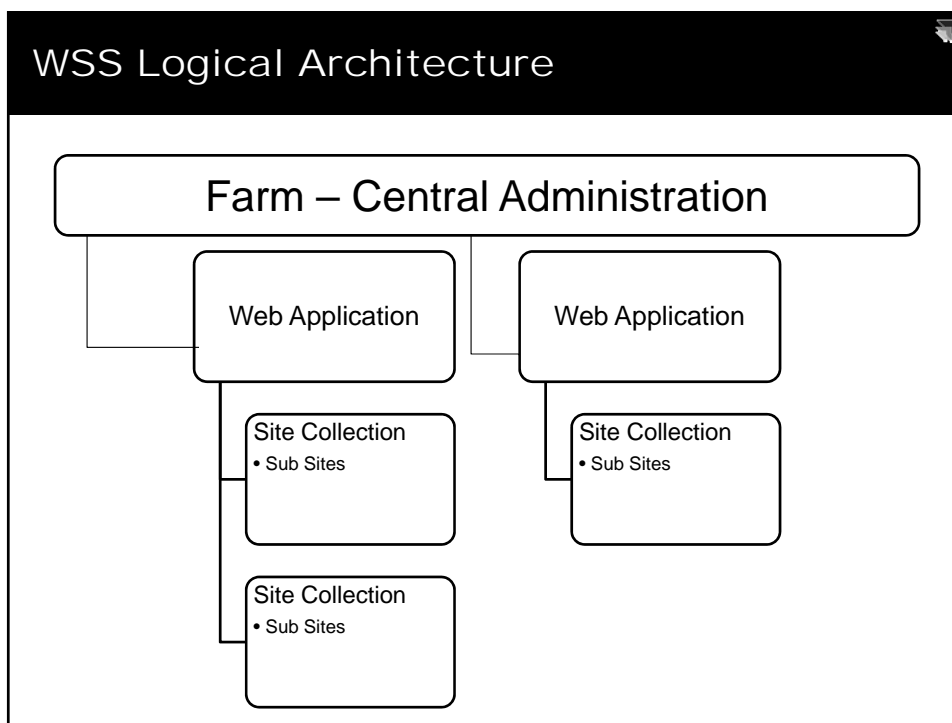 WSS Logical Architecture
Farm – Central Administration
Web Application
Web Application
Site Collection
• Sub Sites
Site Collection
• Sub Sites
Site Collection
• Sub Sites